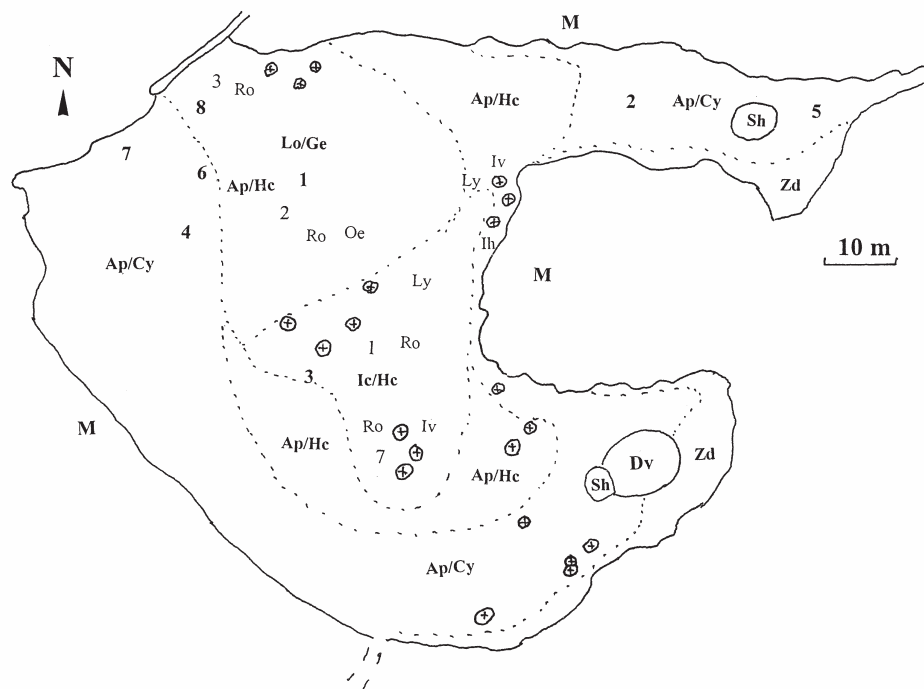 M
N
3
Ro
8
Ap/Hc
2
Ap/Cy
Sh
5
7
Lo/Ge
6
Ap/Hc
1
Iv
Ly
Zd
2
4
Ro
Oe
Ih
10 m
Ap/Cy
Ly
M
1
Ro
3
Ic/Hc
M
Ro
Iv
Ap/Hc
7
Ap/Hc
Dv
Zd
Sh
Ap/Cy